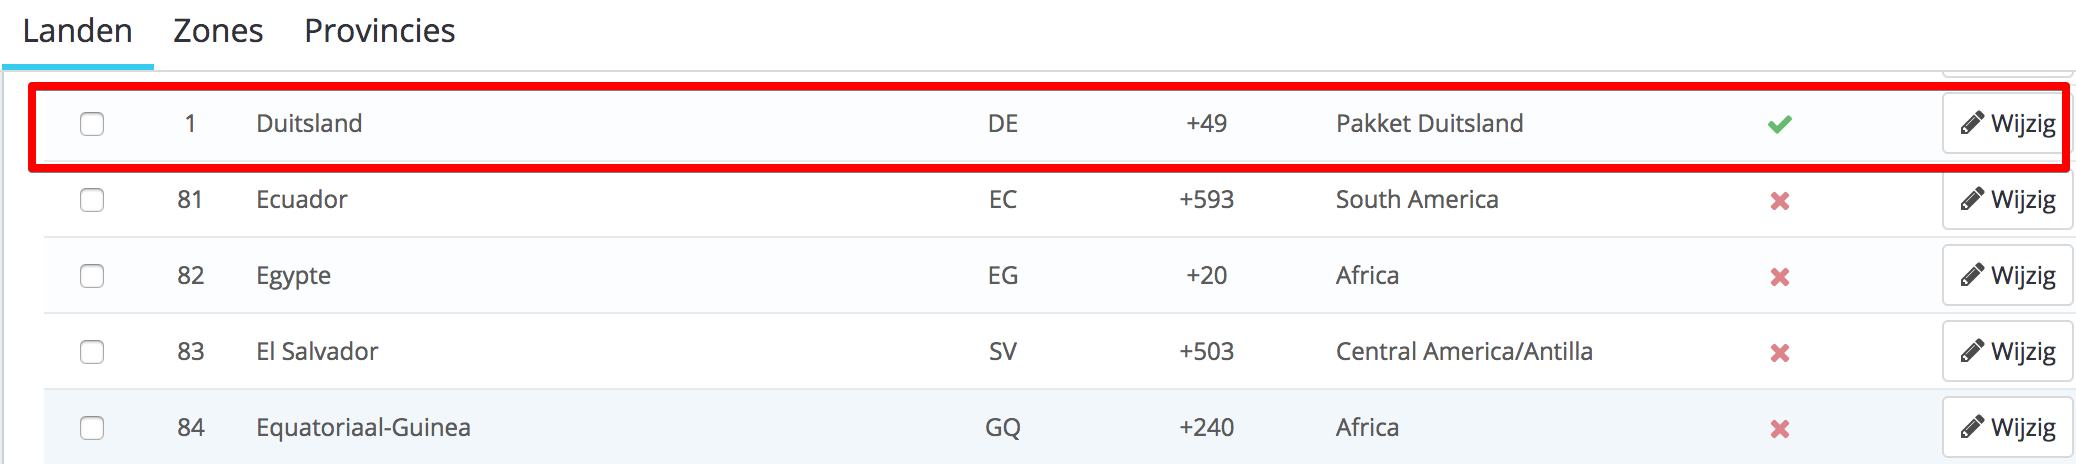 Landen Zones Provincies
1 Duitsland DE +49 Pakket Duitsland Wijzig
81 Ecuador EC +593 South America Wijzig
82 Egypte EG +20 Africa Wijzig
83 El Salvador SV +503 Central America/Antilla Wijzig
84 Equatoriaal-Guinea GQ +240 Africa Wijzig